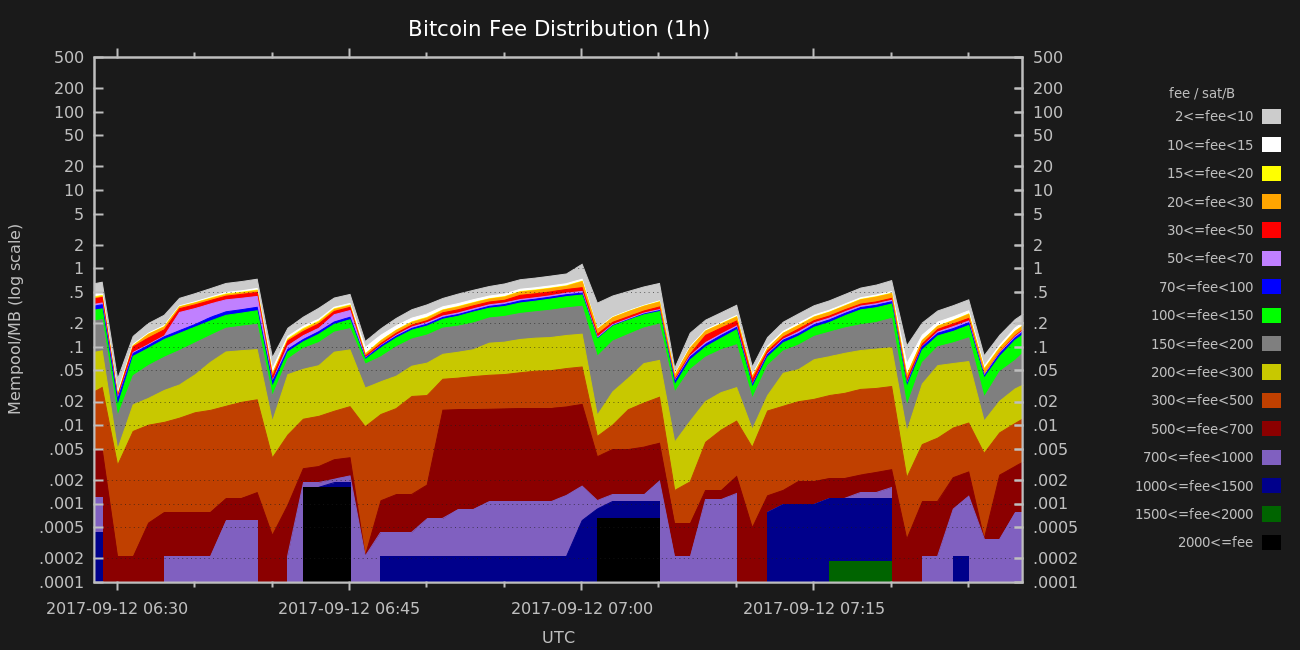 Bitcoin Fee Distribution (1h)
500 500
200 200
100 100
50 50
20 20
10 10
5 5
2 2
1 1
.5 .5
.2 .2
.1 .1
.05 .05
.02 .02
.01 .01
.005 .005
.002 .002
.001 .001
.0005 .0005
.0002 .0002
.0001 .0001
Mempool/MB (log scale)
2017-09-12 06:30 2017-09-12 06:45 2017-09-12 07:00 2017-09-12 07:15
UTC
fee / sat/B
2<=fee<10
10<=fee<15
15<=fee<20
20<=fee<30
30<=fee<50
50<=fee<70
70<=fee<100
100<=fee<150
150<=fee<200
200<=fee<300
300<=fee<500
500<=fee<700
700<=fee<1000
1000<=fee<1500
1500<=fee<2000
2000<=fee